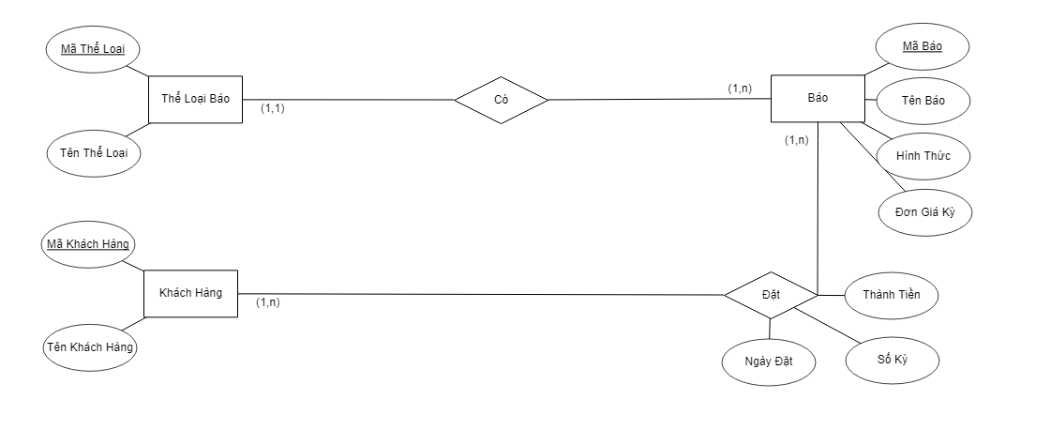 Mã Thể Loại
Thể Loại Báo
(1,1)
Tên Thể Loại
Có
(1,n)
Báo
(1,n)
Mã Báo
Tên Báo
Hình Thức
Đơn Giá Kỳ
Mã Khách Hàng
Khách Hàng
(1,n)
Tên Khách Hàng
Đặt
Thành Tiền
Ngày Đặt
Số Kỳ